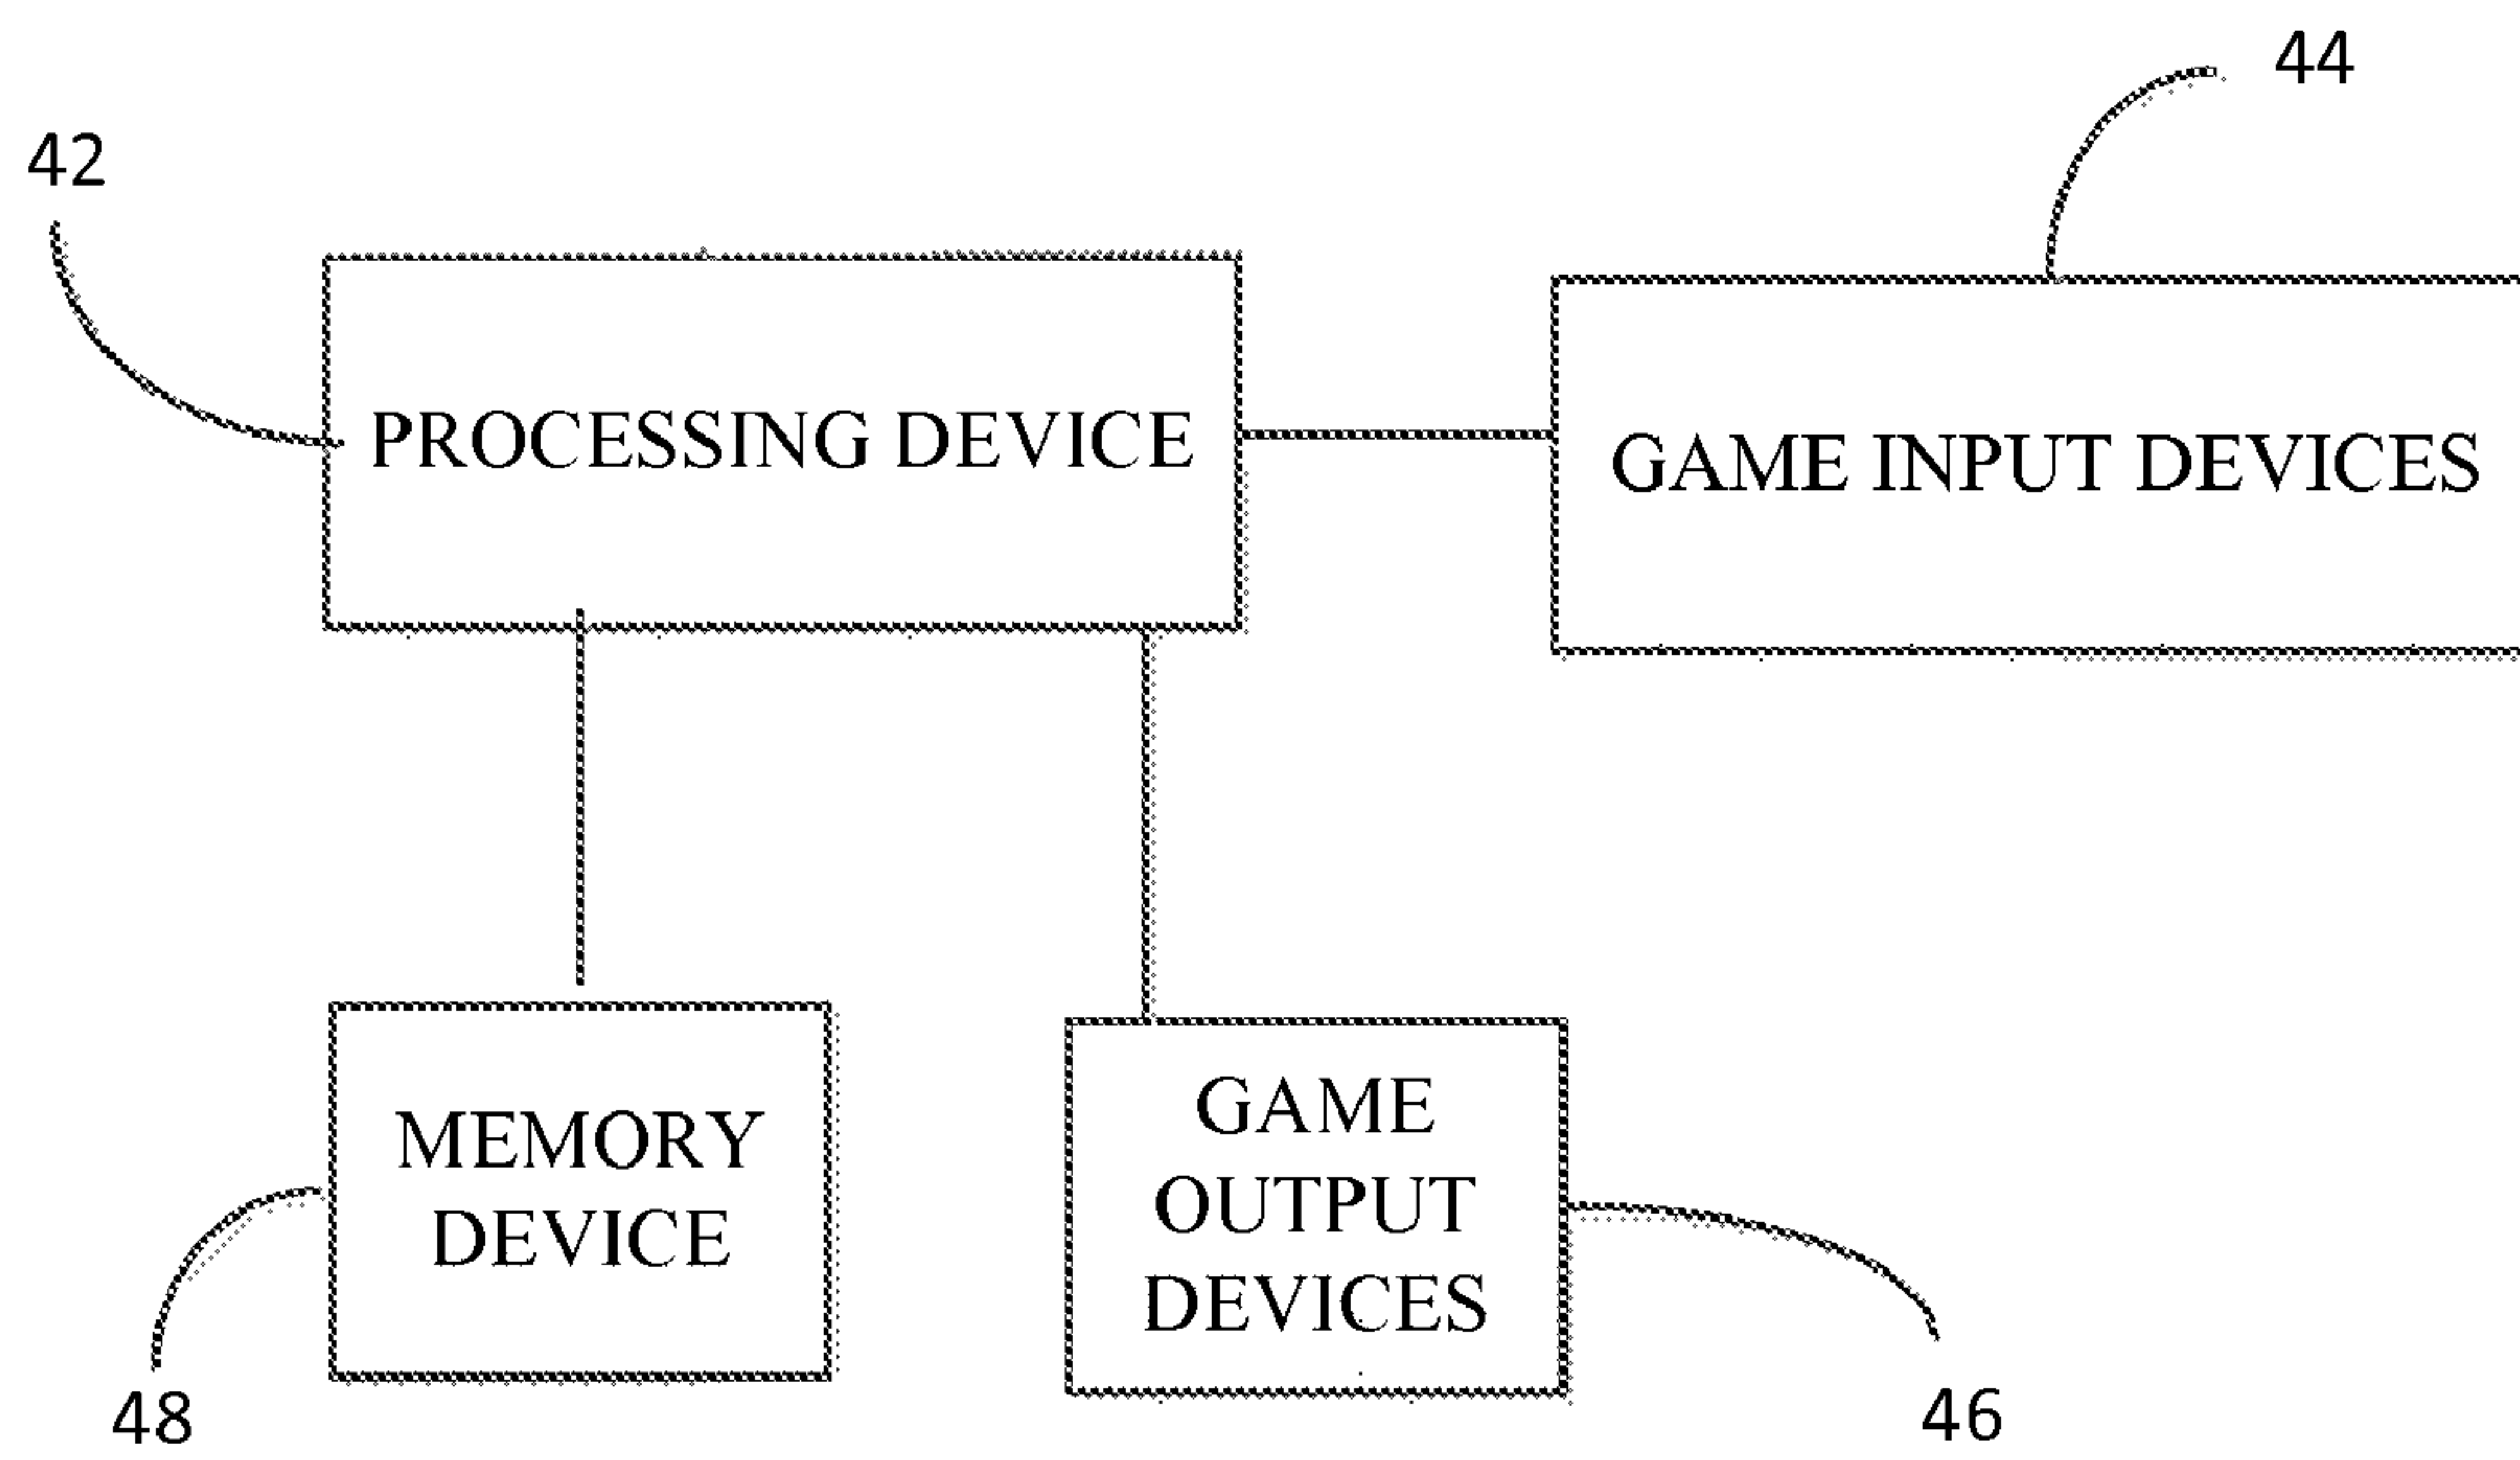 44
42
PROCESSING DEVICE
GAME INPUT DEVICES
MEMORY
DEVICE
GAME
OUTPUT
DEVICES
48
46